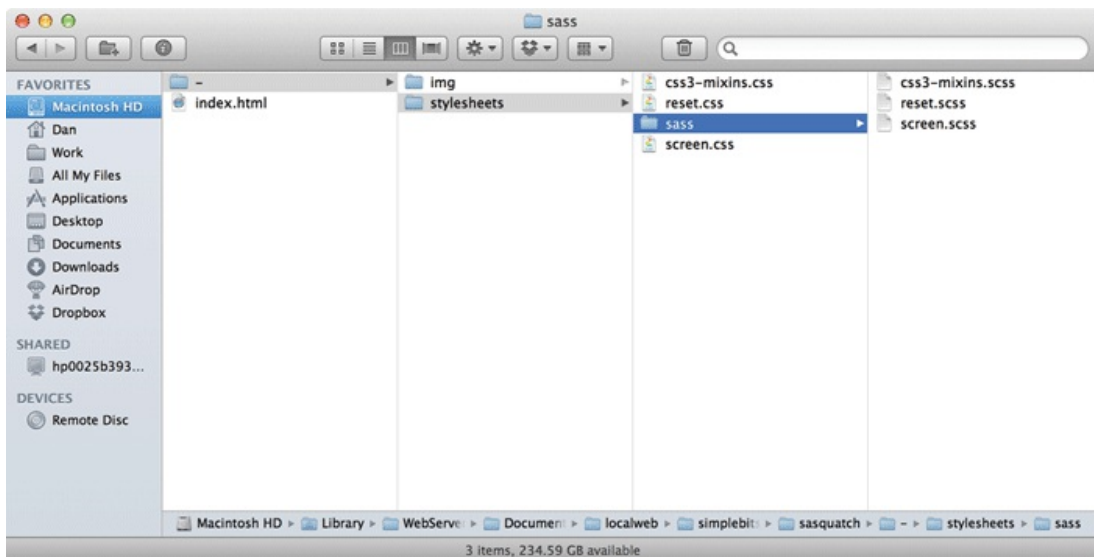 sass
FAVORITES
Macintosh HD
Dan
Work
All My Files
Applications
Desktop
Documents
Downloads
AirDrop
Dropbox
SHARED
hp0025b393...
DEVICES
Remote Disc
-
index.html
img
stylesheets
css3-mixins.css
reset.css
sass
screen.css
css3-mixins.scss
reset.scss
screen.scss
Macintosh HD Library WebServe Documen localweb simplebit sasquatch - stylesheets sass
3 items, 234.59 GB available